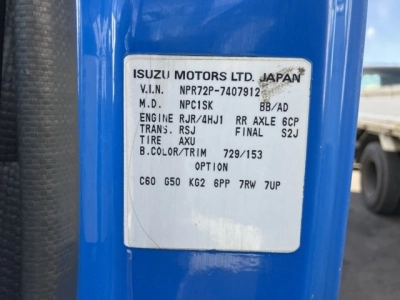 ISUZU MOTORS LTD. JAPAN
V.I.N. NPR72P-7407912
M.D. NPC1SK BB/AD
ENGINE RJR/4HJ1 RR AXLE 6CP
TRANS. RSJ FINAL S2J
TIRE AXU
B.COLOR/TRIM 729/153
OPTION
C60 G50 KG2 6PP 7RW 7UP